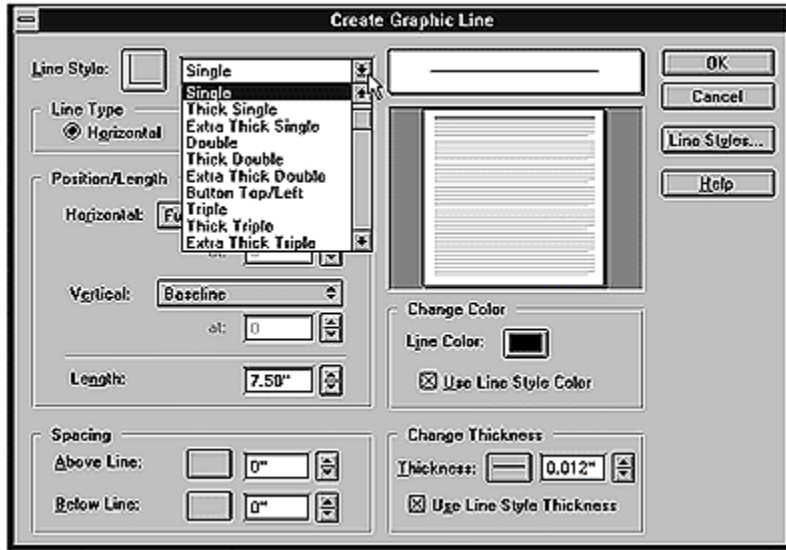 Create Graphic Line
Line Style:
Single
Single
Thick Single
Extra Thick Single
Double
Thick Double
Extra Thick Double
Button Top/Left
Triple
Thick Triple
Extra Thick Triple
Line Type
Horizontal
Position/Length
Horizontal:
at:
Vertical: Baseline
at: 0
Length: 7.50"
Spacing
Above Line: 0"
Below Line: 0"
Change Color
Line Color:
Use Line Style Color
Change Thickness
Thickness: 0.012"
Use Line Style Thickness
OK
Cancel
Line Styles...
Help